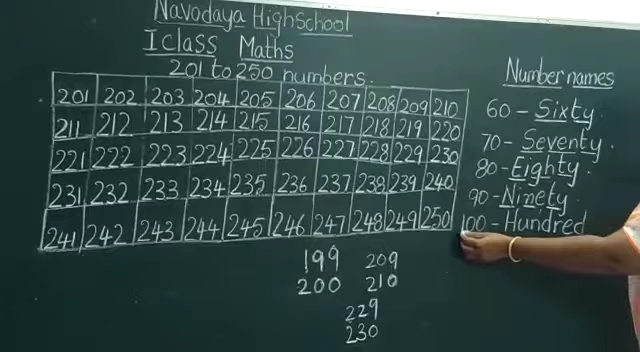 Navodaya HighSchool
I class Maths
201 to 250 numbers.
201 202 203 204 205 206 207 208 209 210
211 212 213 214 215 216 217 218 219 220
221 222 223 224 225 226 227 228 229 230
231 232 233 234 235 236 237 238 239 240
241 242 243 244 245 246 247 248 249 250
Number names
60 - Sixty.
70 - Seventy.
80 - Eighty.
90 - Ninety.
100 - Hundred
199 209
200 210
229
230